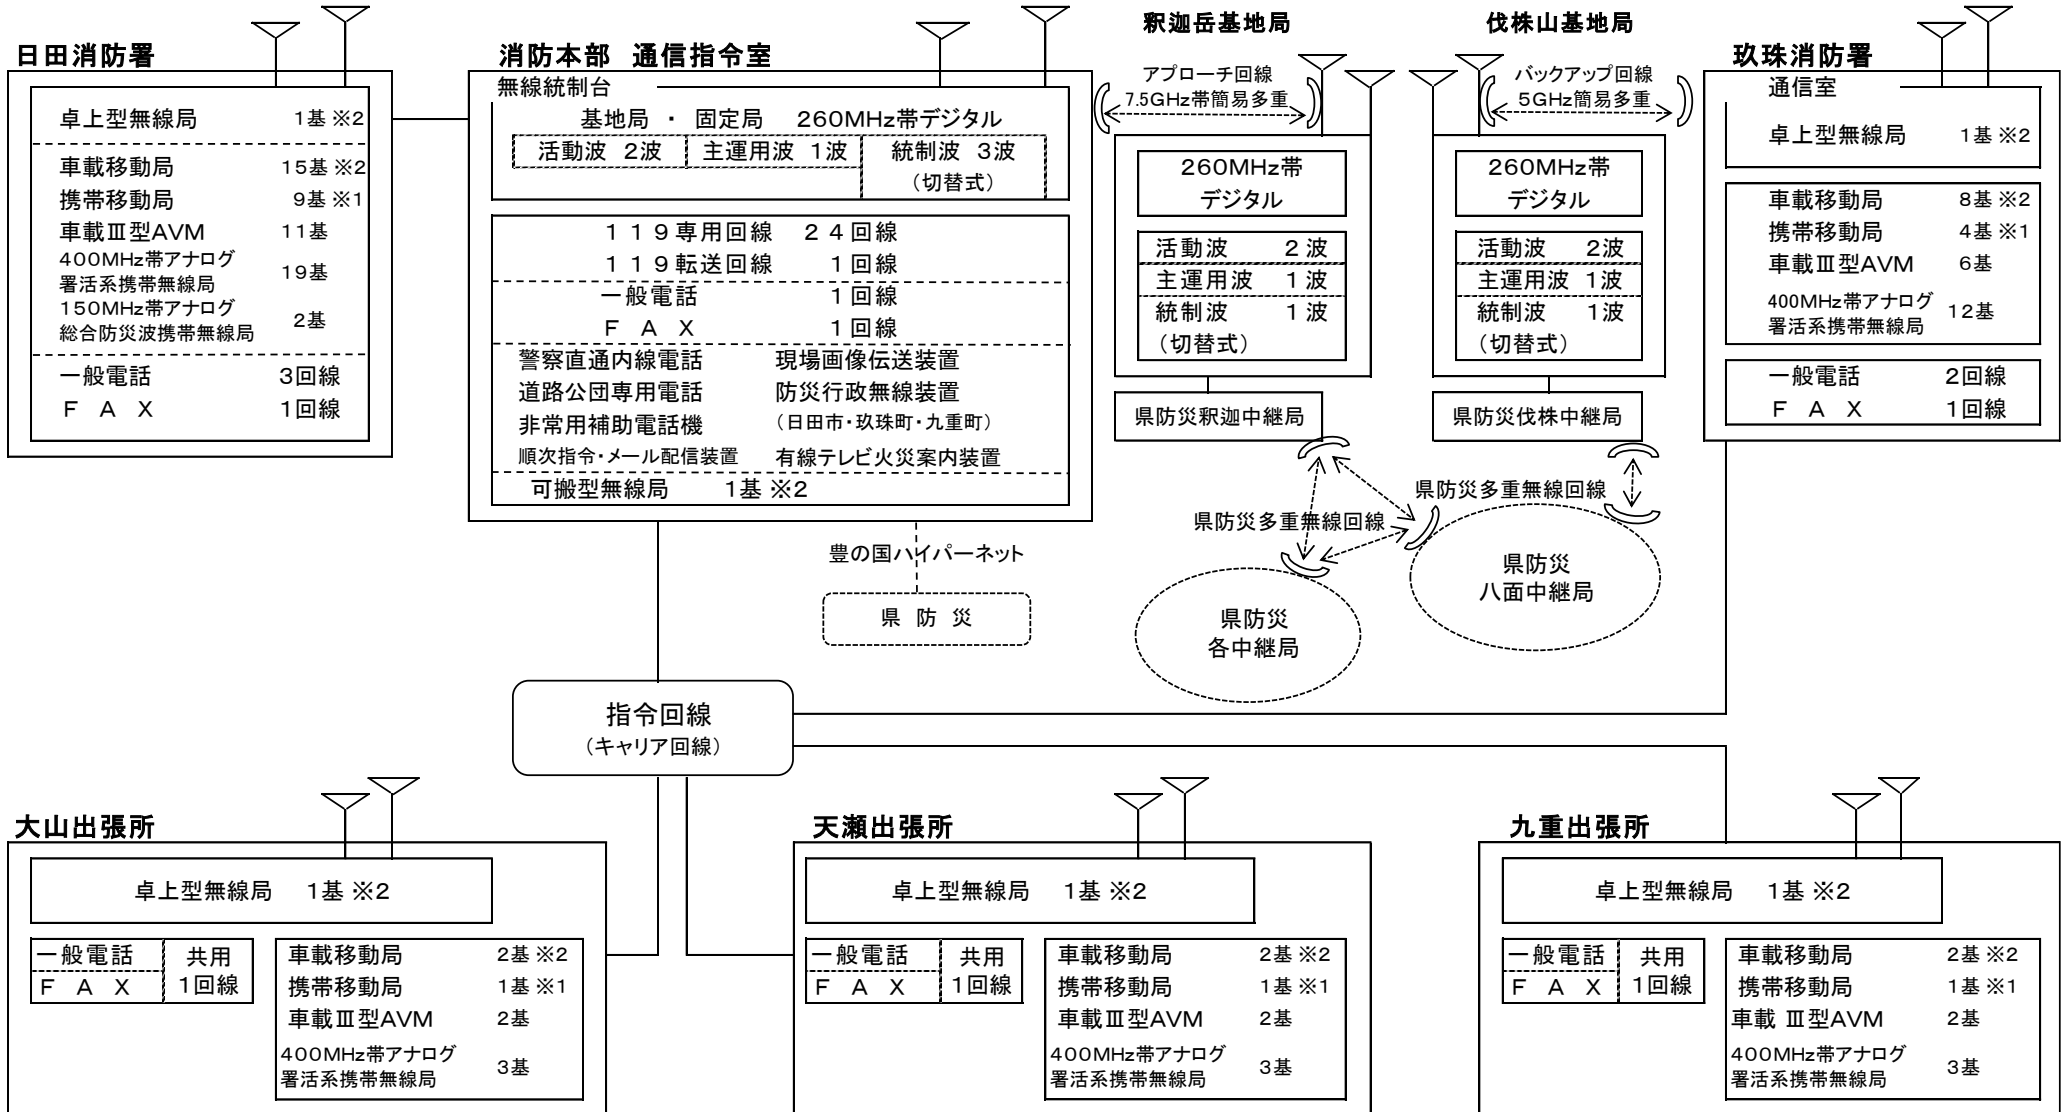 日田消防署
卓上型無線局 1基 ※2
車載移動局 15基 ※2
携帯移動局 9基 ※1
車載Ⅲ型AVM 11基
400MHz帯アナログ
署活系携帯無線局 19基
150MHz帯アナログ
総合防災波携帯無線局 2基
一般電話 3回線
F A X 1回線
消防本部 通信指令室
無線統制台
基地局 ・ 固定局 260MHz帯デジタル
活動波 2波 主運用波 1波 統制波 3波
(切替式)
119専用回線 24回線
119転送回線 1回線
一般電話 1回線
F A X 1回線
警察直通内線電話 現場画像伝送装置
道路公団専用電話 防災行政無線装置
非常用補助電話機 (日田市・玖珠町・九重町)
順次指令・メール配信装置 有線テレビ火災案内装置
可搬型無線局 1基 ※2
豊の国ハイパーネット
県 防 災
釈迦岳基地局
アプローチ回線
7.5GHz帯簡易多重
260MHz帯
デジタル
活動波 2波
主運用波 1波
統制波 1波
(切替式)
県防災釈迦中継局
伐株山基地局
バックアップ回線
5GHz簡易多重
260MHz帯
デジタル
活動波 2波
主運用波 1波
統制波 1波
(切替式)
県防災伐株中継局
県防災多重無線回線
県防災多重無線回線
県防災
八面中継局
県防災
各中継局
玖珠消防署
通信室
卓上型無線局 1基 ※2
車載移動局 8基 ※2
携帯移動局 4基 ※1
車載Ⅲ型AVM 6基
400MHz帯アナログ
署活系携帯無線局 12基
一般電話 2回線
F A X 1回線
指令回線
(キャリア回線)
大山出張所
卓上型無線局 1基 ※2
一般電話 共用
F A X 1回線
車載移動局 2基 ※2
携帯移動局 1基 ※1
車載Ⅲ型AVM 2基
400MHz帯アナログ
署活系携帯無線局 3基
天瀬出張所
卓上型無線局 1基 ※2
一般電話 共用
F A X 1回線
車載移動局 2基 ※2
携帯移動局 1基 ※1
車載Ⅲ型AVM 2基
400MHz帯アナログ
署活系携帯無線局 3基
九重出張所
卓上型無線局 1基 ※2
一般電話 共用
F A X 1回線
車載移動局 2基 ※2
携帯移動局 1基 ※1
車載 Ⅲ型AVM 2基
400MHz帯アナログ
署活系携帯無線局 3基